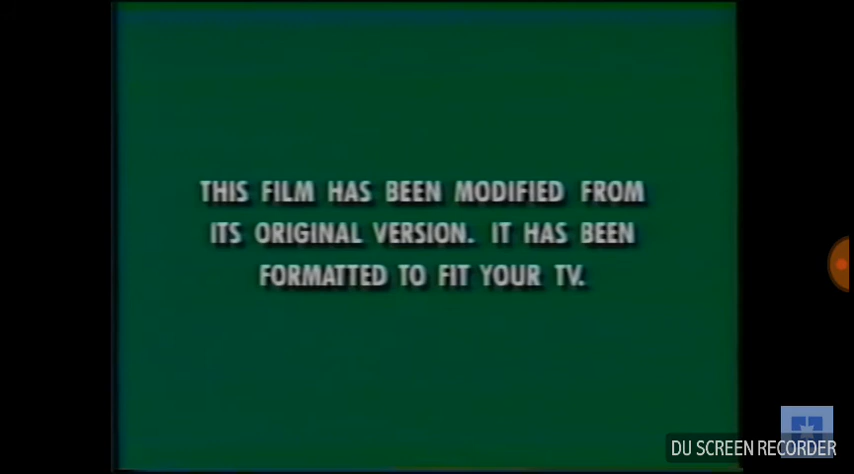 THIS FILM HAS BEEN MODIFIED FROM
ITS ORIGINAL VERSION. IT HAS BEEN
FORMATTED TO FIT YOUR TV.
DU SCREEN RECORDER